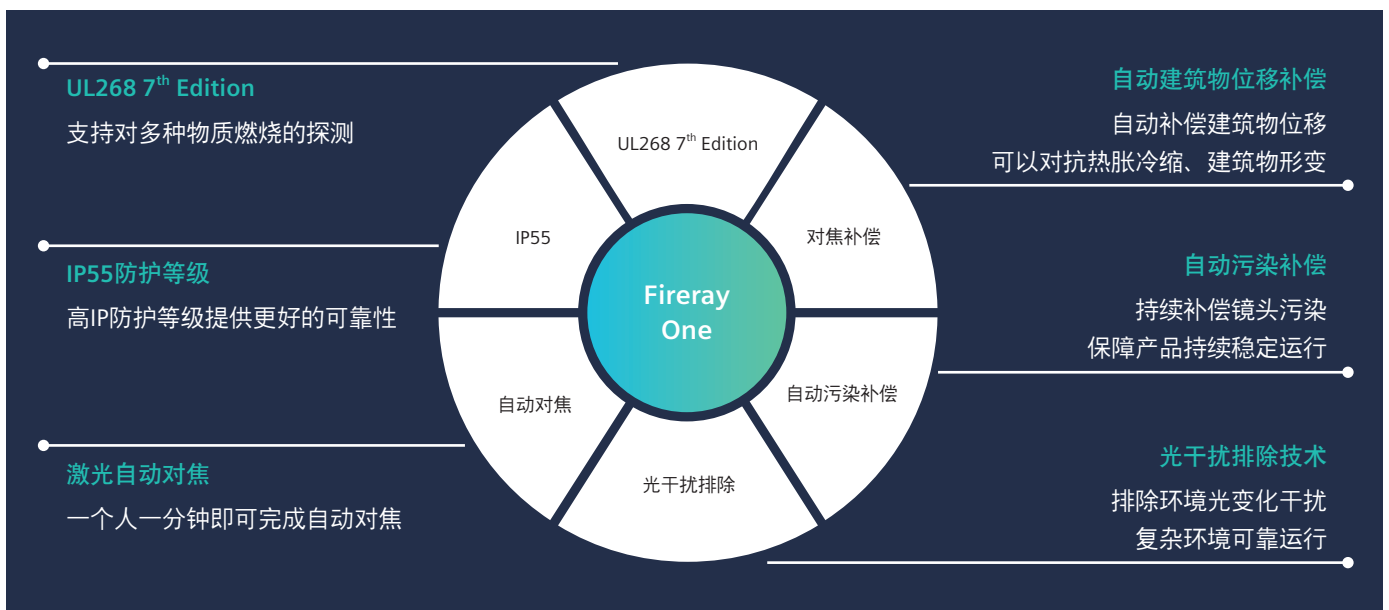 UL268 7th Edition
支持对多种物质燃烧的探测
IP55防护等级
高IP防护等级提供更好的可靠性
激光自动对焦
一个人一分钟即可完成自动对焦
UL268 7th Edition
IP55
对焦补偿
Fireray
One
自动对焦
自动污染补偿
光干扰排除
自动建筑物位移补偿
自动补偿建筑物位移
可以对抗热胀冷缩、建筑物形变
自动污染补偿
持续补偿镜头污染
保障产品持续稳定运行
光干扰排除技术
排除环境光变化干扰
复杂环境可靠运行